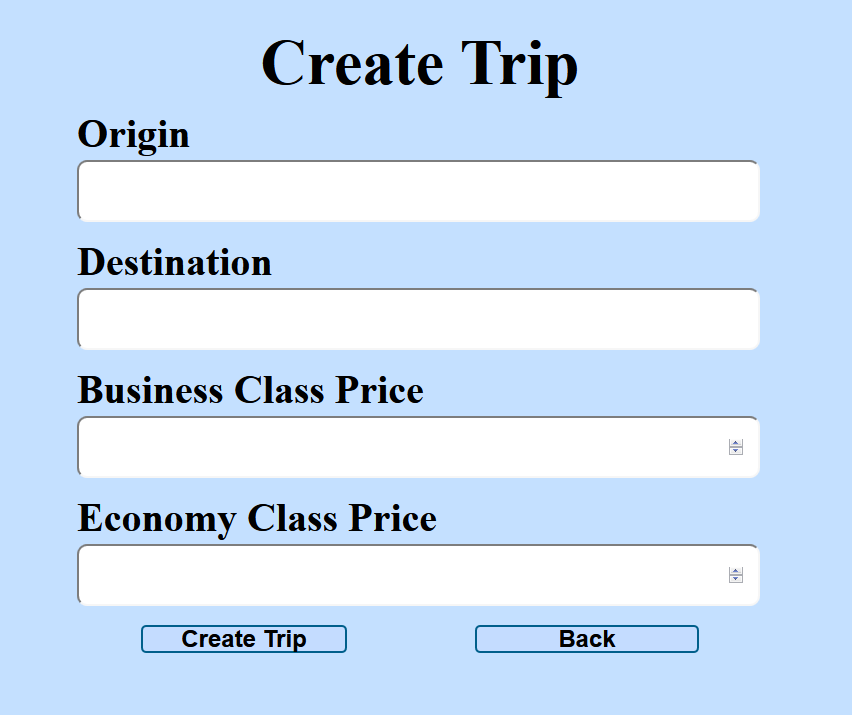 Create Trip
Origin
Destination
Business Class Price
Economy Class Price
Create Trip Back